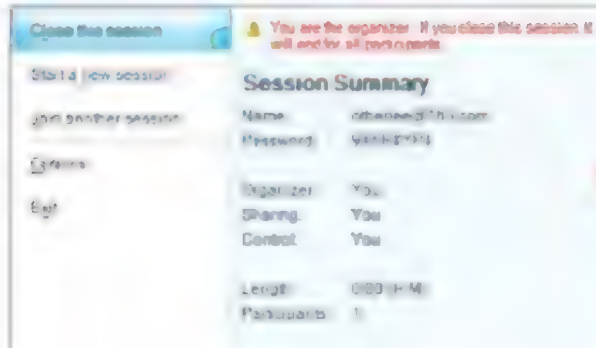 Close this session
Start a new session
Join another session
Options
Exit
You are the organizer. If you close this session, it
will end for all participants.
Session Summary
Name:
Password:
Organizer: You
Sharing: You
Control: You
Length:
Participants: 1